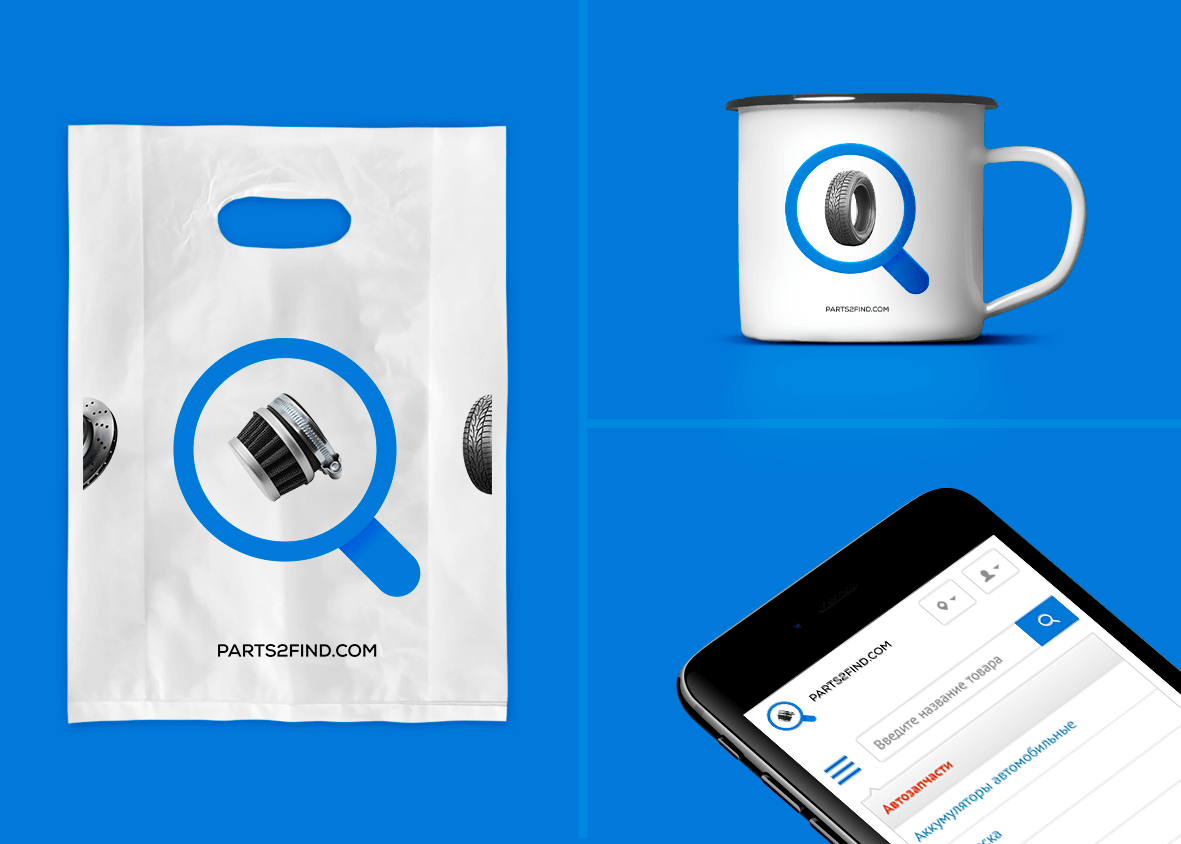 PARTS2FIND.COM
PARTS2FIND.COM
PARTS2FIND.COM
Введите название товара
Автозапчасти
Аккумуляторы автомобильные